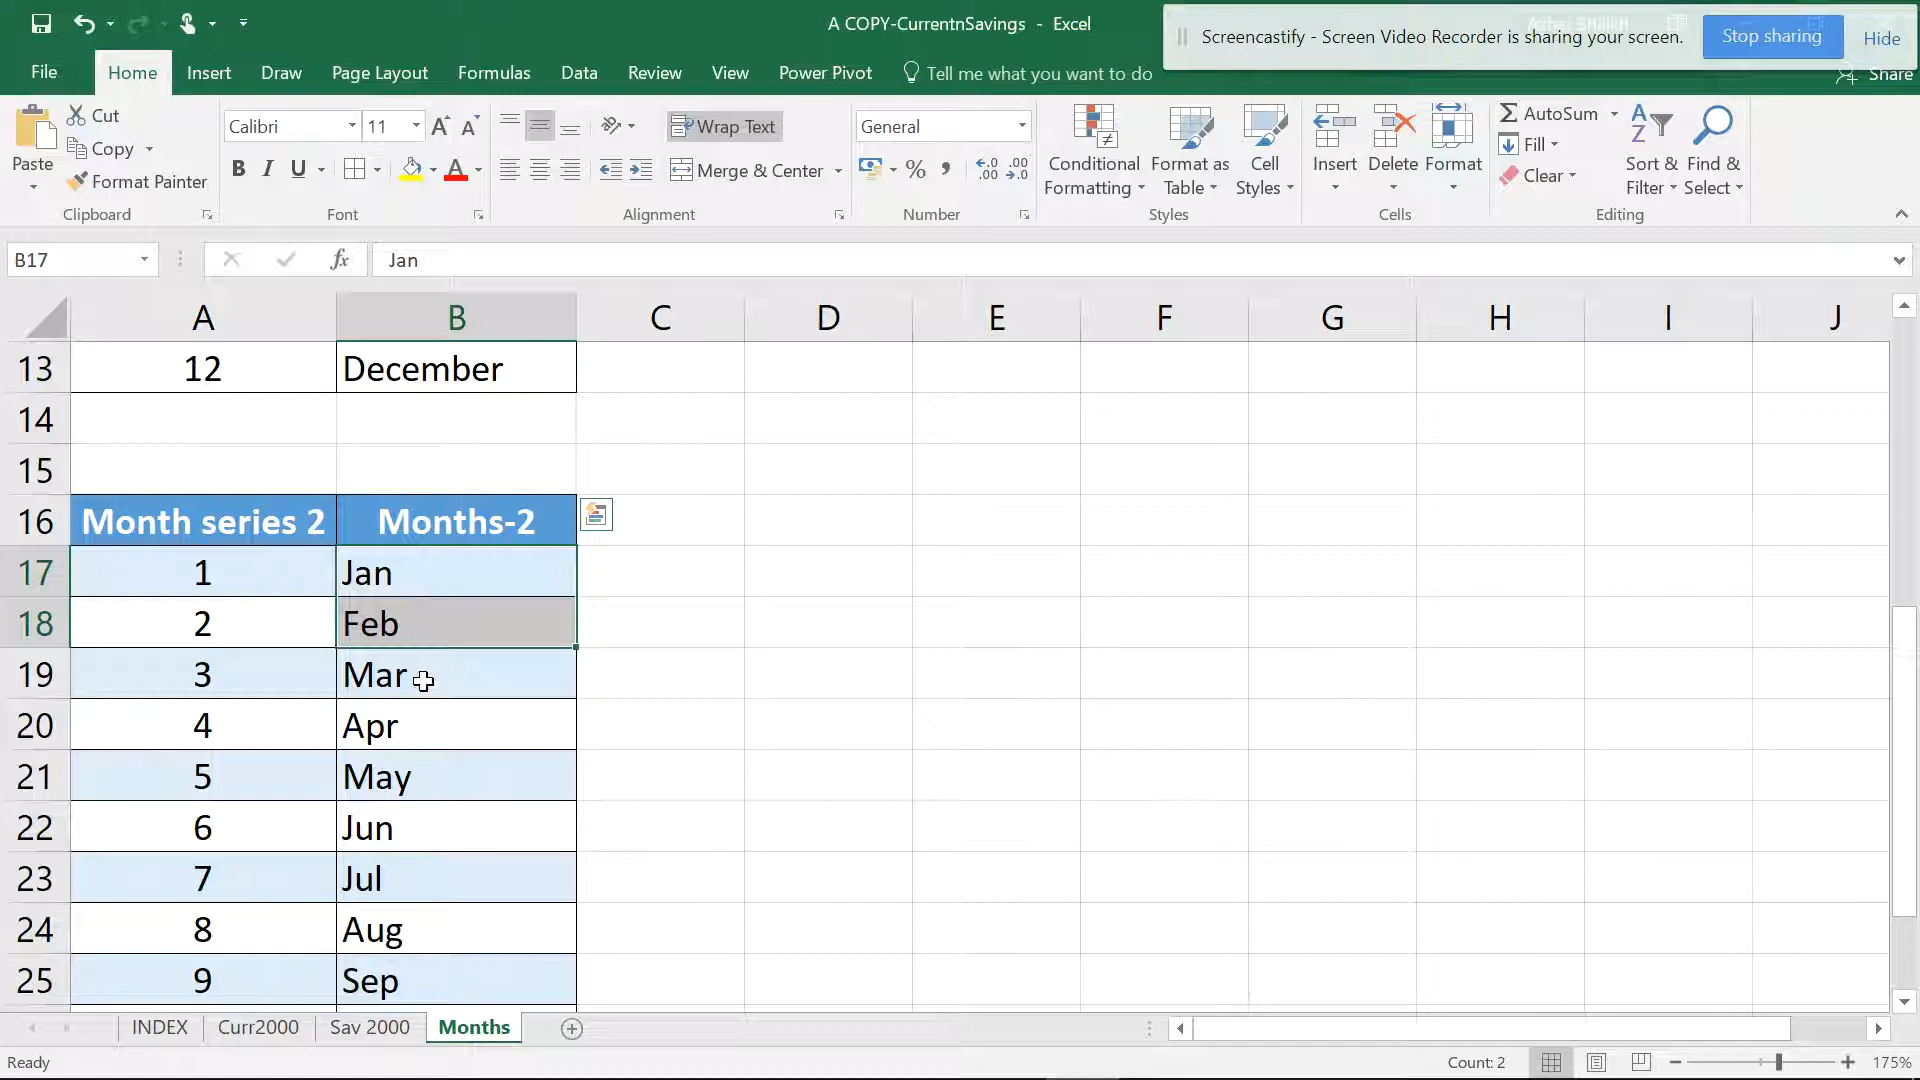 A COPY-CurrentnSavings - Excel
Screencastify - Screen Video Recorder is sharing your screen.
Stop sharing
Hide
File
Home
Insert
Draw
Page Layout
Formulas
Data
Review
View
Power Pivot
Tell me what you want to do
Share
Paste
Cut
Copy
Format Painter
Clipboard
Calibri
11
B I U
Font
Wrap Text
Merge & Center
Alignment
General
Number
Conditional Formatting
Format as Table
Cell Styles
Styles
Insert
Delete
Format
Cells
AutoSum
Fill
Clear
Sort & Filter
Find & Select
Editing
B17
fx
Jan
A B C D E F G H I J
13 12 December
14
15
16 Month series 2 Months-2
17 1 Jan
18 2 Feb
19 3 Mar
20 4 Apr
21 5 May
22 6 Jun
23 7 Jul
24 8 Aug
25 9 Sep
INDEX
Curr2000
Sav 2000
Months
Ready
Count: 2
175%